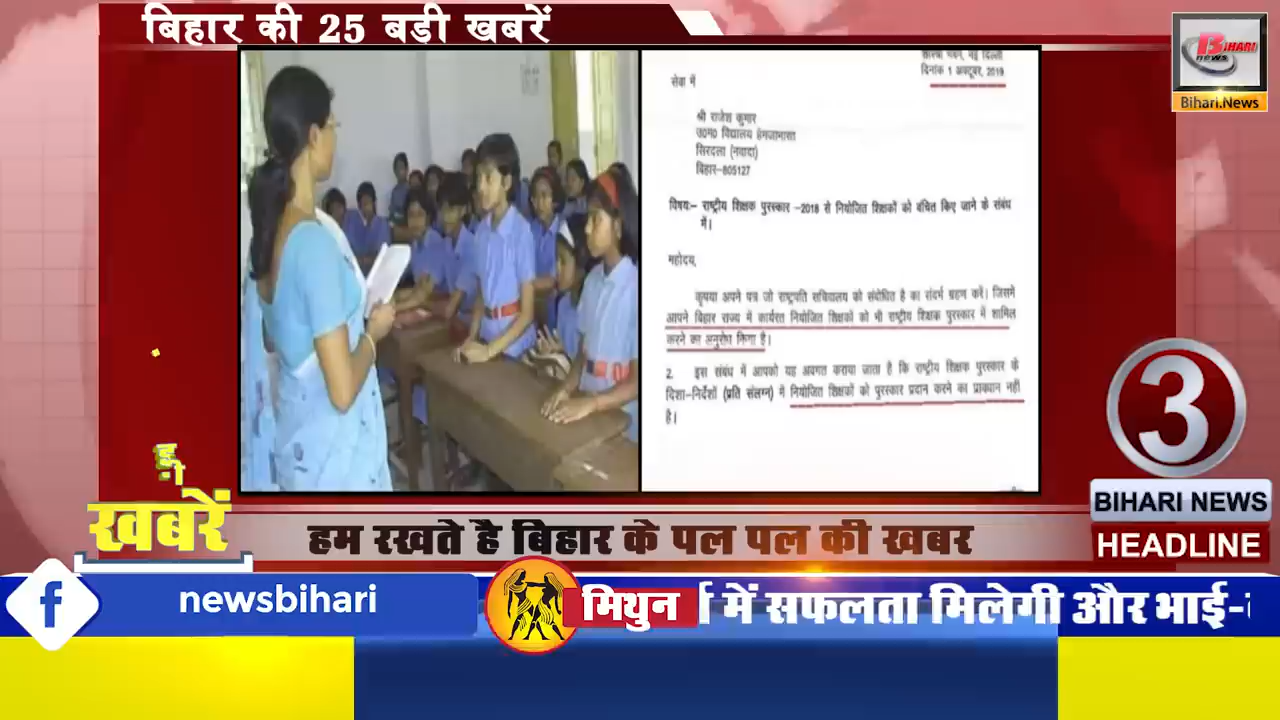 बिहार की 25 बडी खबरें
BIHARI
news
Bihari.News
दिनांक 1 अक्टूबर, 2019
सेवा में
श्री राजेश कुमार
उ०म० विद्यालय
सिरदला (नवादा)
बिहार-805127
विषयः- राष्ट्रीय शिक्षक पुरस्कार -2018 से नियोजित शिक्षकों को वंचित किए जाने के संबंध
में।
महोदय,
कृपया अपने पत्र जो राष्ट्रपति सचिवालय को संबोधित है का संदर्भ ग्रहण करें। जिसमें
आपने बिहार राज्य में कार्यरत नियोजित शिक्षकों को भी राष्ट्रीय शिक्षक पुरस्कार में शामिल
करने का अनुरोध किया है।
2. इस संबंध में आपको यह अवगत कराया जाता है कि राष्ट्रीय शिक्षक पुरस्कार के
दिशा-निर्देशों (प्रति संलग्न) में नियोजित शिक्षकों को पुरस्कार प्रदान करने का प्रावधान नहीं
है।
3
BIHARI NEWS
HEADLINE
खबरें
हम रखते है बिहार के पल पल की खबर
newsbihari
मिथुन
में सफलता मिलेगी और भाई-